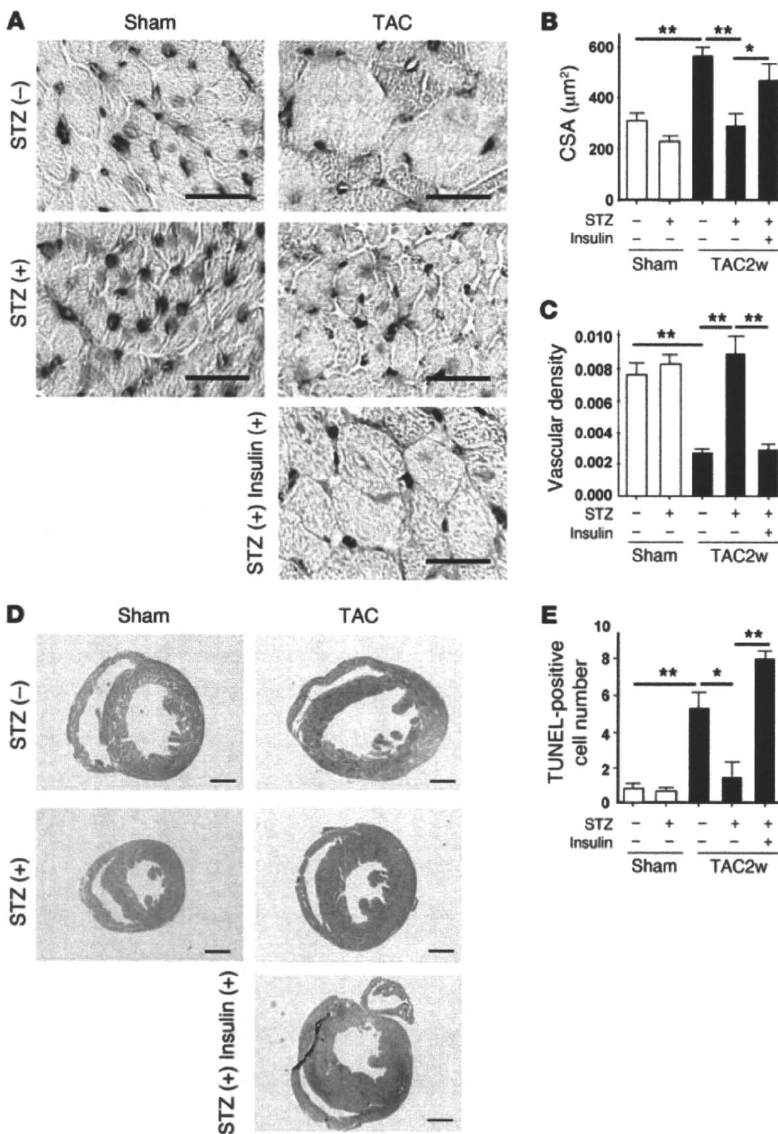 A
Sham
TAC
STZ (–)
STZ (+)
STZ (+) Insulin (+)
B
CSA (μm²)
600
400
200
0
**
**
*
STZ – + – + +
Insulin – – – – +
Sham
TAC2w
C
Vascular density
0.010
0.008
0.006
0.004
0.002
0.000
**
**
**
STZ – + – + +
Insulin – – – – +
Sham
TAC2w
D
Sham
TAC
STZ (–)
STZ (+)
STZ (+) Insulin (+)
E
TUNEL-positive
cell number
10
8
6
4
2
0
**
*
**
STZ – + – + +
Insulin – – – – +
Sham
TAC2w